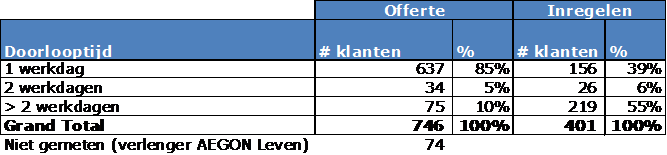 Offerte Inregelen
Doorlooptijd # klanten % # klanten %
1 werkdag 637 85% 156 39%
2 werkdagen 34 5% 26 6%
> 2 werkdagen 75 10% 219 55%
Grand Total 746 100% 401 100%
Niet gemeten (verlenger AEGON Leven) 74